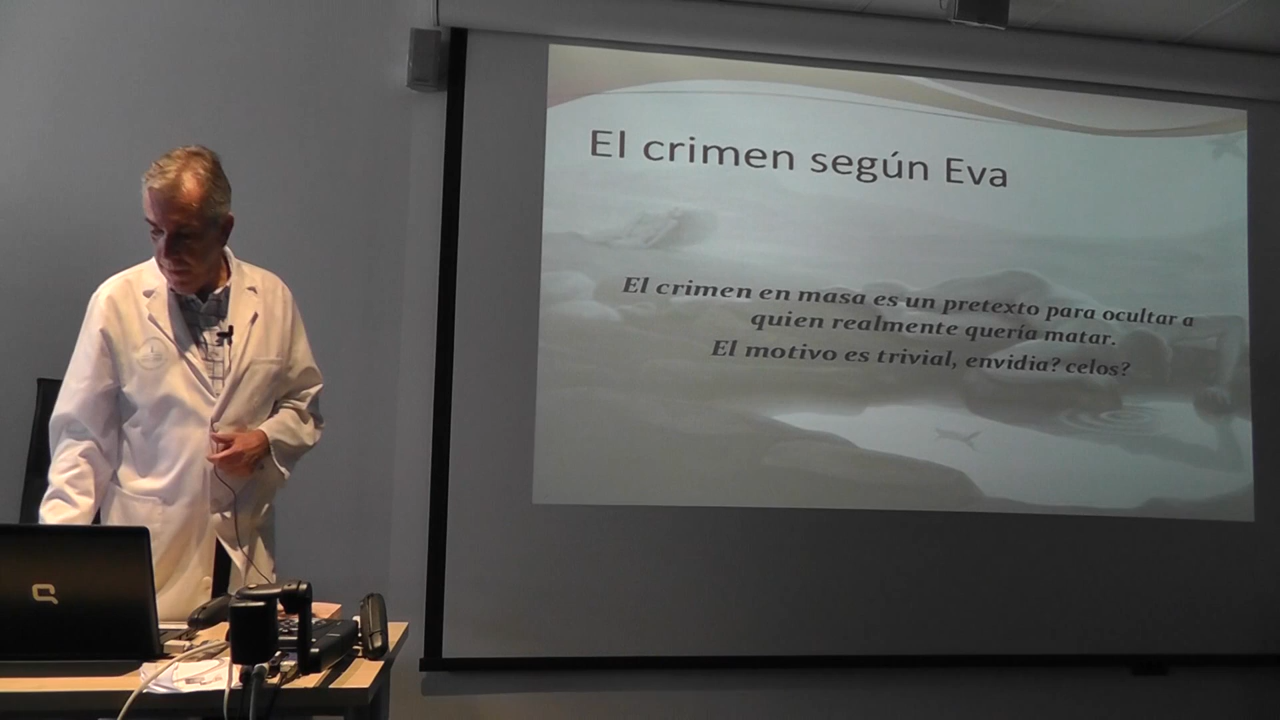 El crimen según Eva
El crimen en masa es un pretexto para ocultar a
quien realmente quería matar.
El motivo es trivial, envidia? celos?